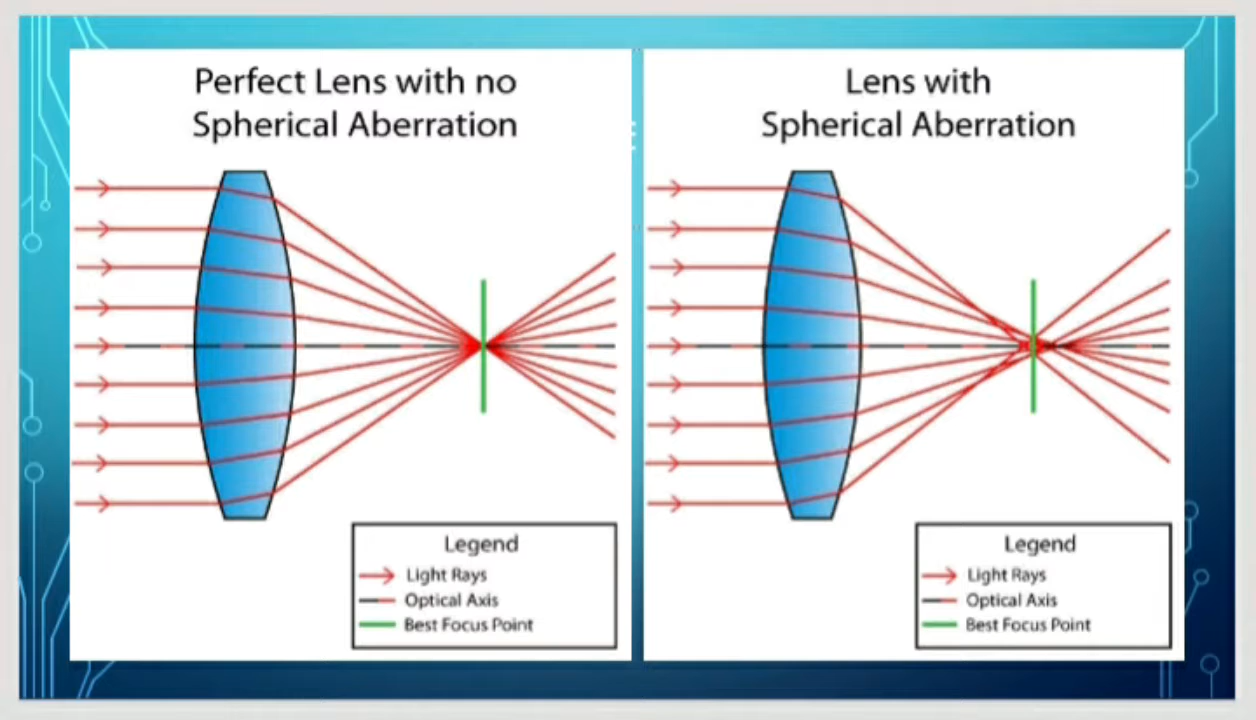 Perfect Lens with no
Spherical Aberration
Legend
Light Rays
Optical Axis
Best Focus Point
Lens with
Spherical Aberration
Legend
Light Rays
Optical Axis
Best Focus Point